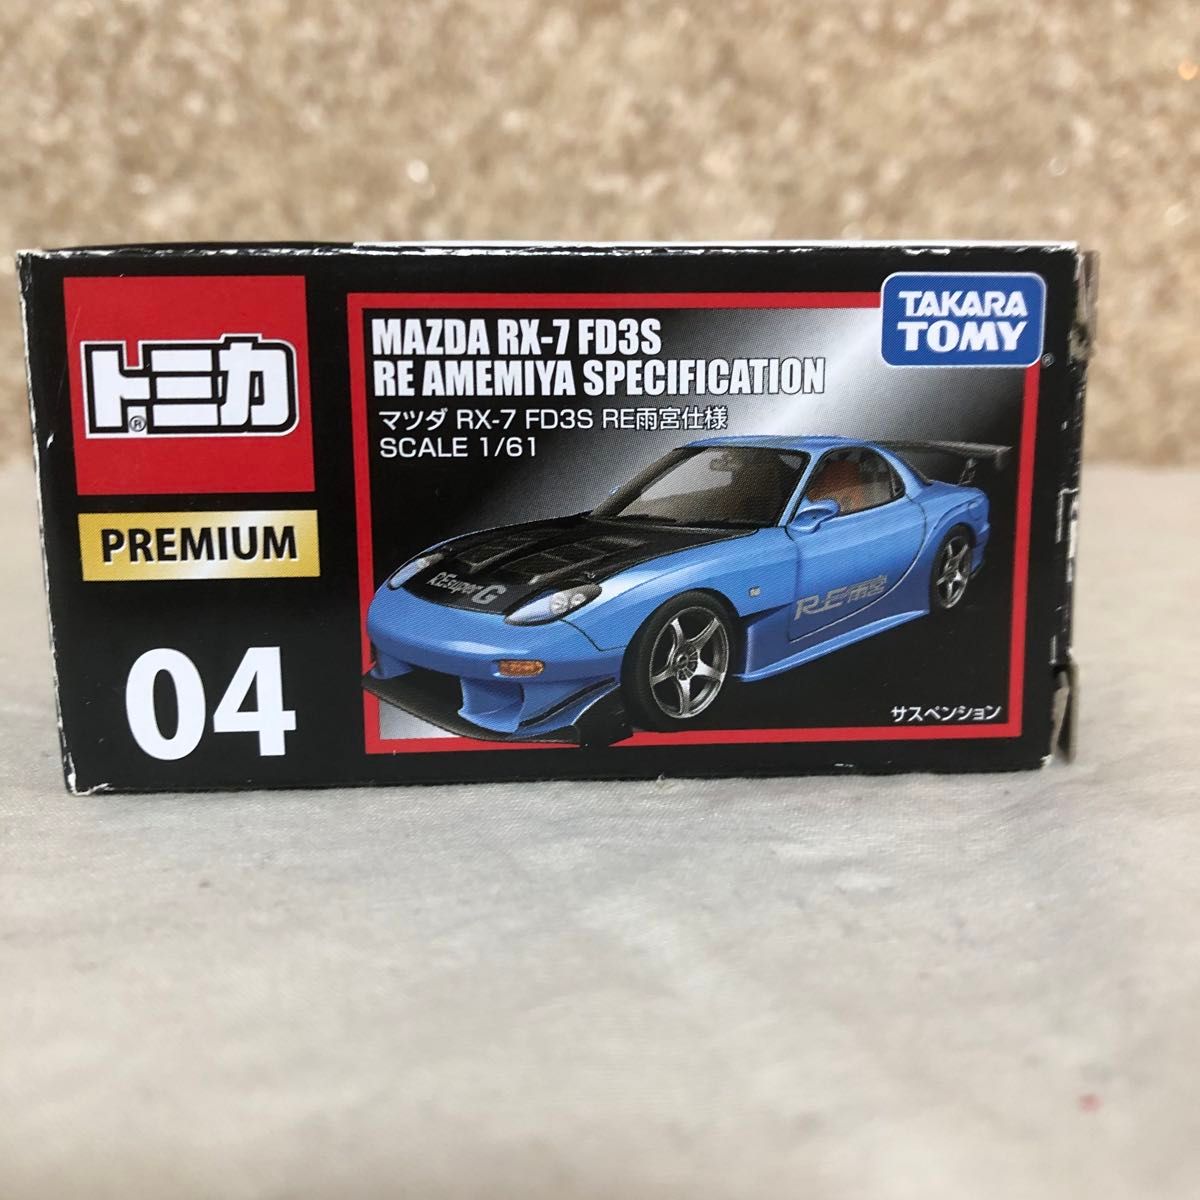 トミカ®
PREMIUM
04
MAZDA RX-7 FD3S
RE AMEMIYA SPECIFICATION
マツダ RX-7 FD3S RE雨宮仕様
SCALE 1/61
TAKARA
TOMY®
REsuperG
RE雨宮
サスペンション